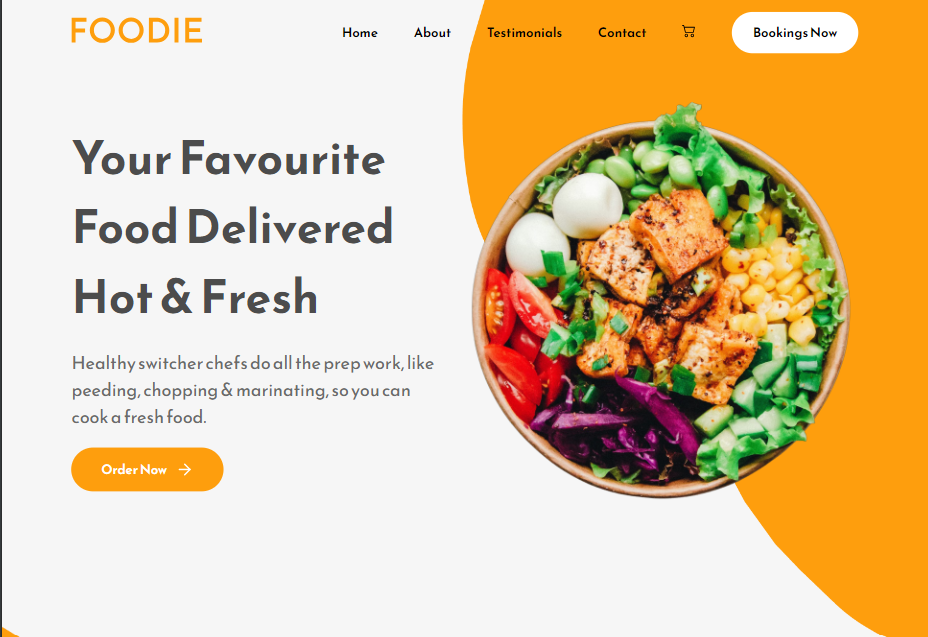 FOODIE
Home
About
Testimonials
Contact
Bookings Now
Your Favourite
Food Delivered
Hot & Fresh
Healthy switcher chefs do all the prep work, like
peeding, chopping & marinating, so you can
cook a fresh food.
Order Now